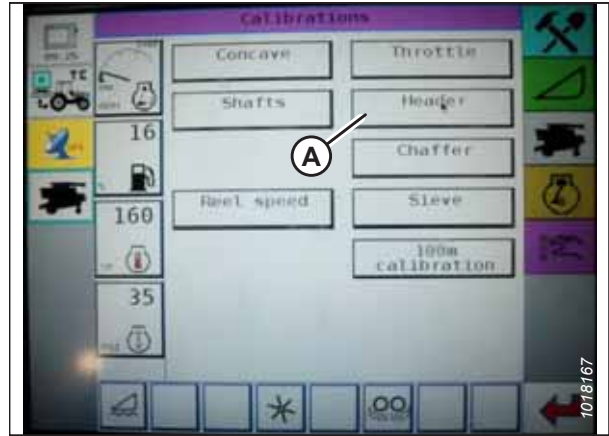 Calibrations
Concave
Throttle
Shafts
Header
A
Chaffer
16
Reel speed
Sieve
160
100m
calibration
35
1018167